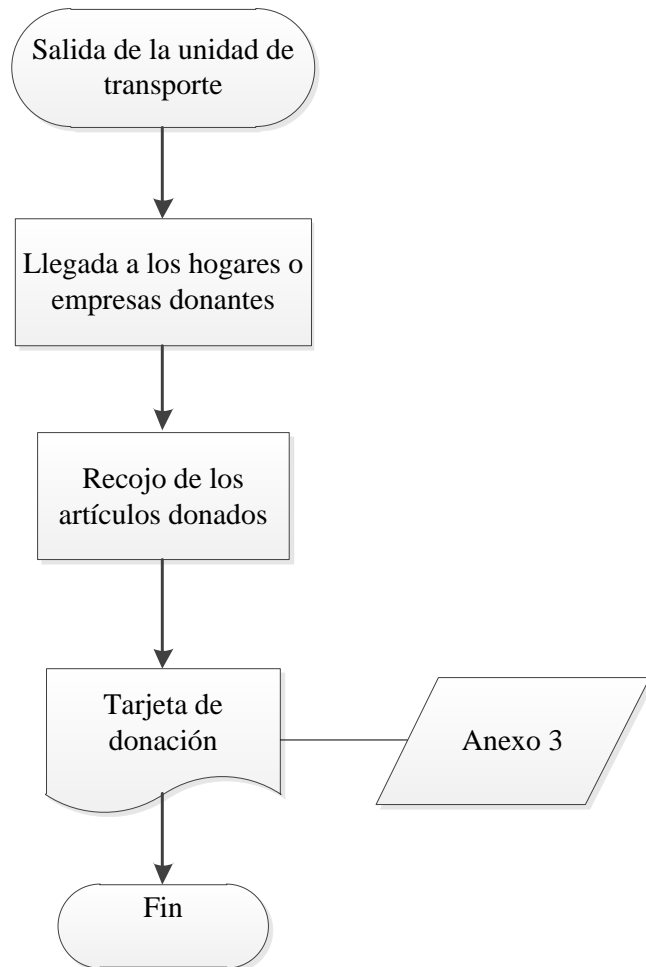 Salida de la unidad de
transporte
Llegada a los hogares o
empresas donantes
Recojo de los
artículos donados
Tarjeta de
donación
Anexo 3
Fin